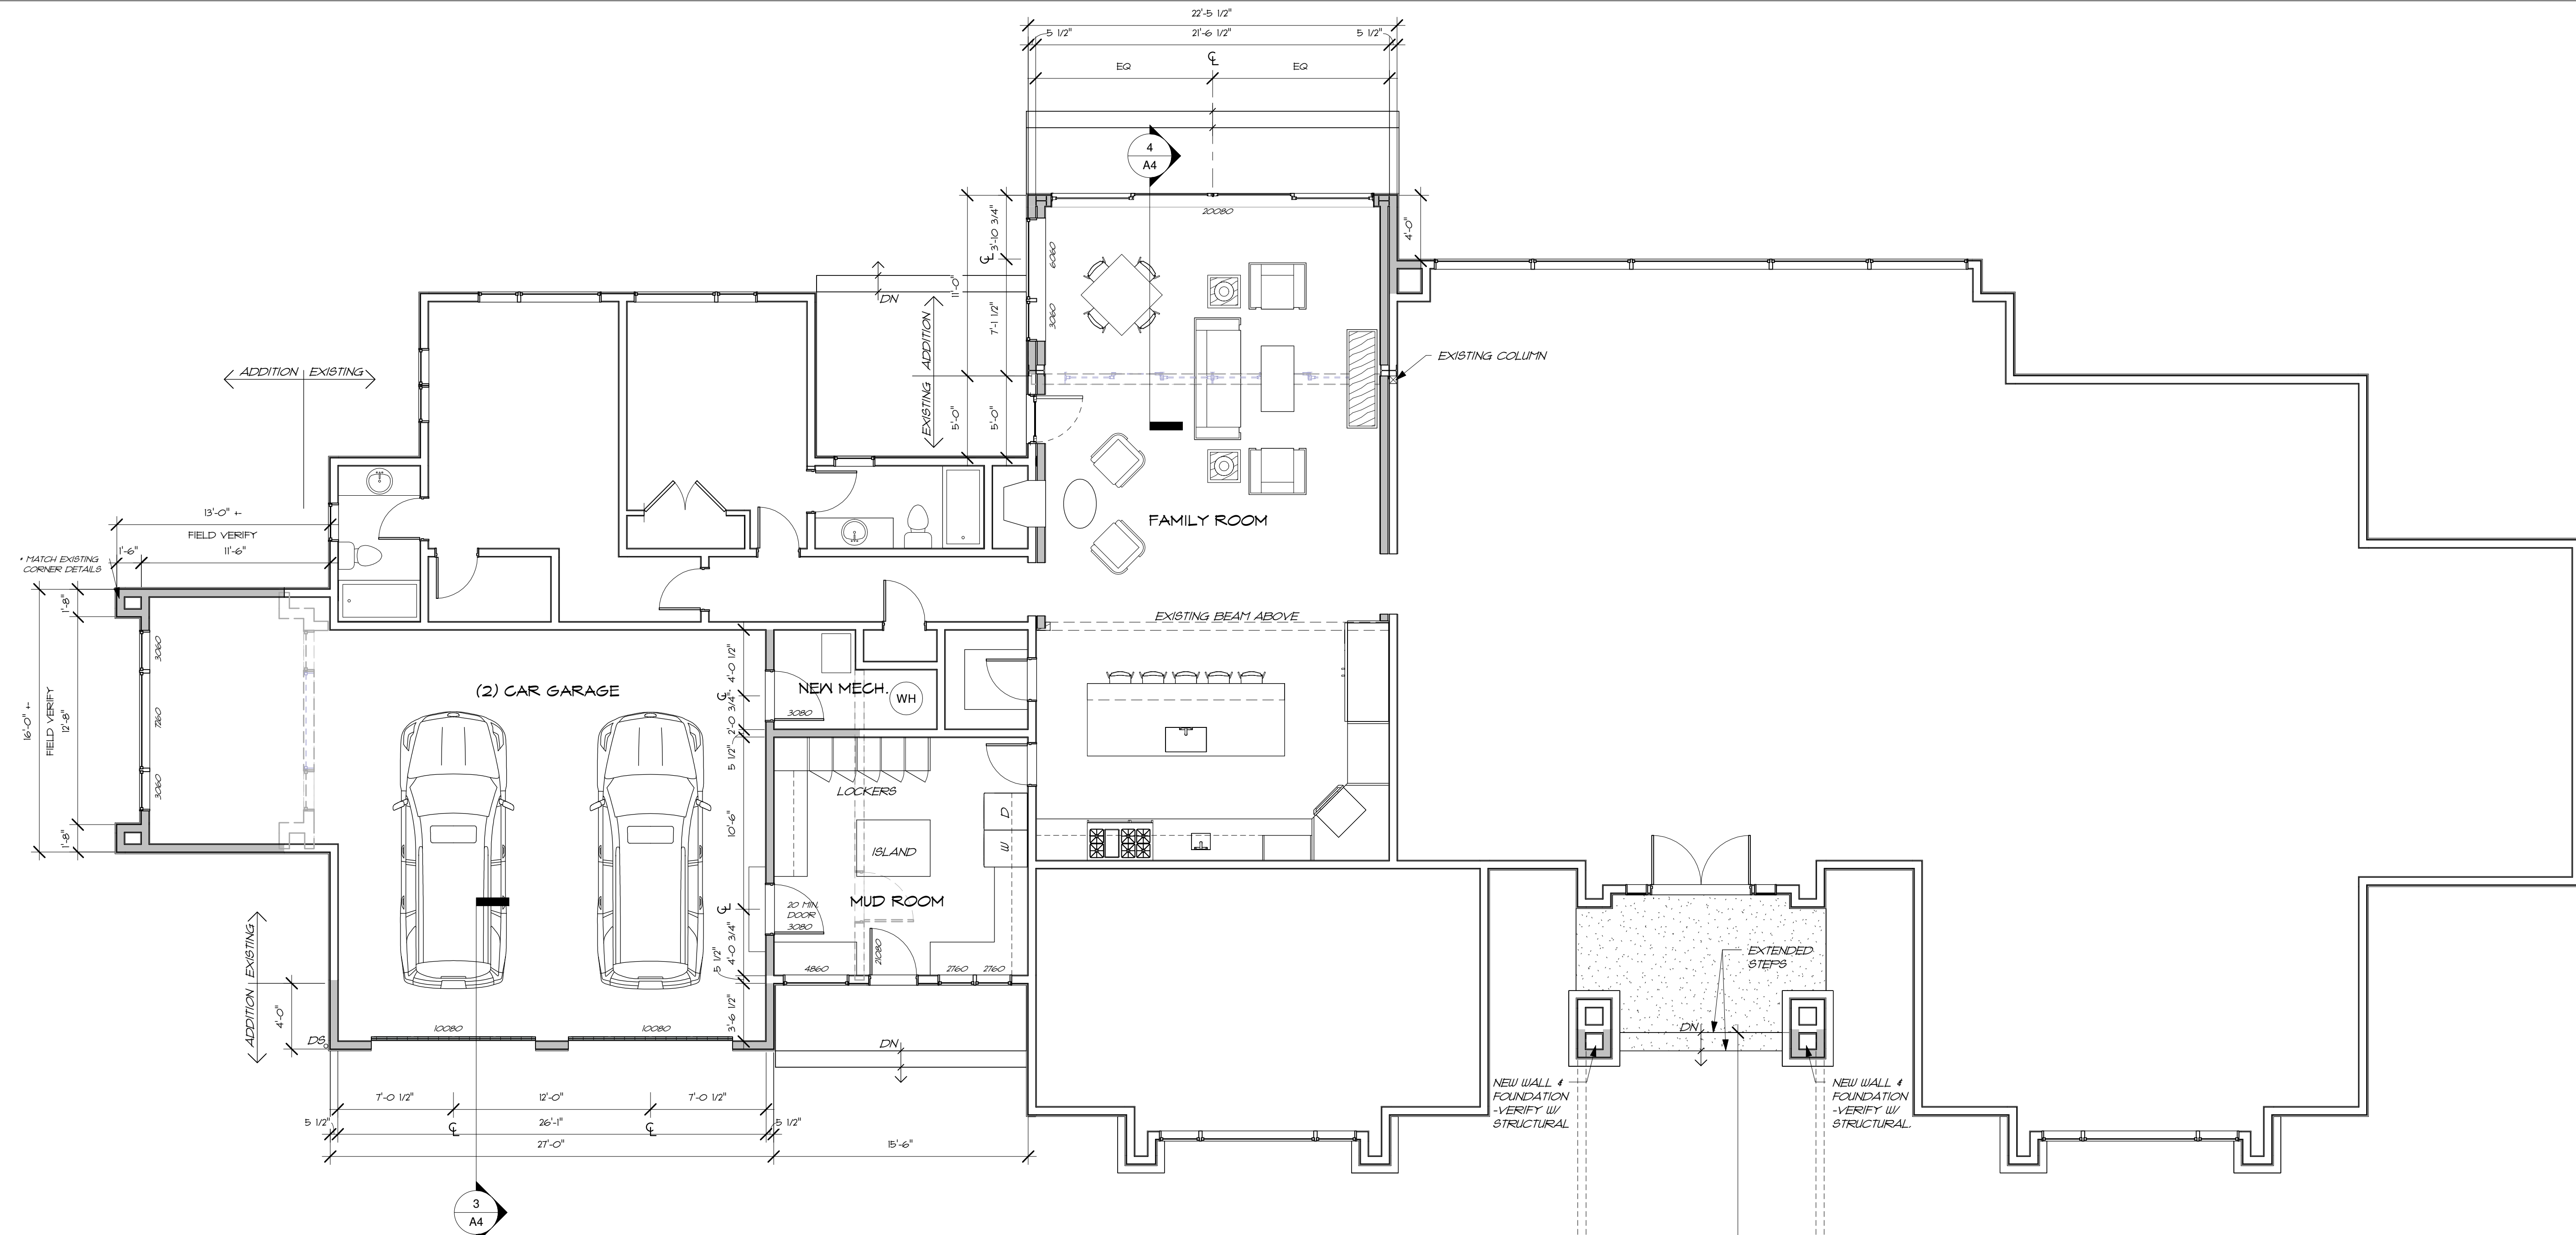 22'-5 1/2"
5 1/2"
21'-6 1/2"
5 1/2"
EQ
EQ
4
A4
20080
3'-10 3/4"
6060
4'-0"
11'-0"
DN
7'-1 1/2"
3060
EXISTING ADDITION
EXISTING COLUMN
ADDITION EXISTING
5'-0"
5'-0"
13'-0" +-
FIELD VERIFY
1'-6"
11'-6"
* MATCH EXISTING
CORNER DETAILS
FAMILY ROOM
EXISTING BEAM ABOVE
1'-8"
3060
16'-0" +-
FIELD VERIFY
12'-8"
7260
3060
1'-8"
(2) CAR GARAGE
4'-0 1/2"
2'-0 3/4"
5 1/2"
NEW MECH.
WH
3080
LOCKERS
10'-6"
D
W
ISLAND
MUD ROOM
20 MIN.
DOOR
3080
21080
4'-0 3/4"
5 1/2"
4860
2760
2760
3'-6 1/2"
ADDITION EXISTING
4'-0"
DS
10080
10080
DN
EXTENDED
STEPS
DN
NEW WALL &
FOUNDATION
-VERIFY W/
STRUCTURAL
NEW WALL &
FOUNDATION
-VERIFY W/
STRUCTURAL.
7'-0 1/2"
12'-0"
7'-0 1/2"
5 1/2"
26'-1"
5 1/2"
27'-0"
15'-6"
3
A4